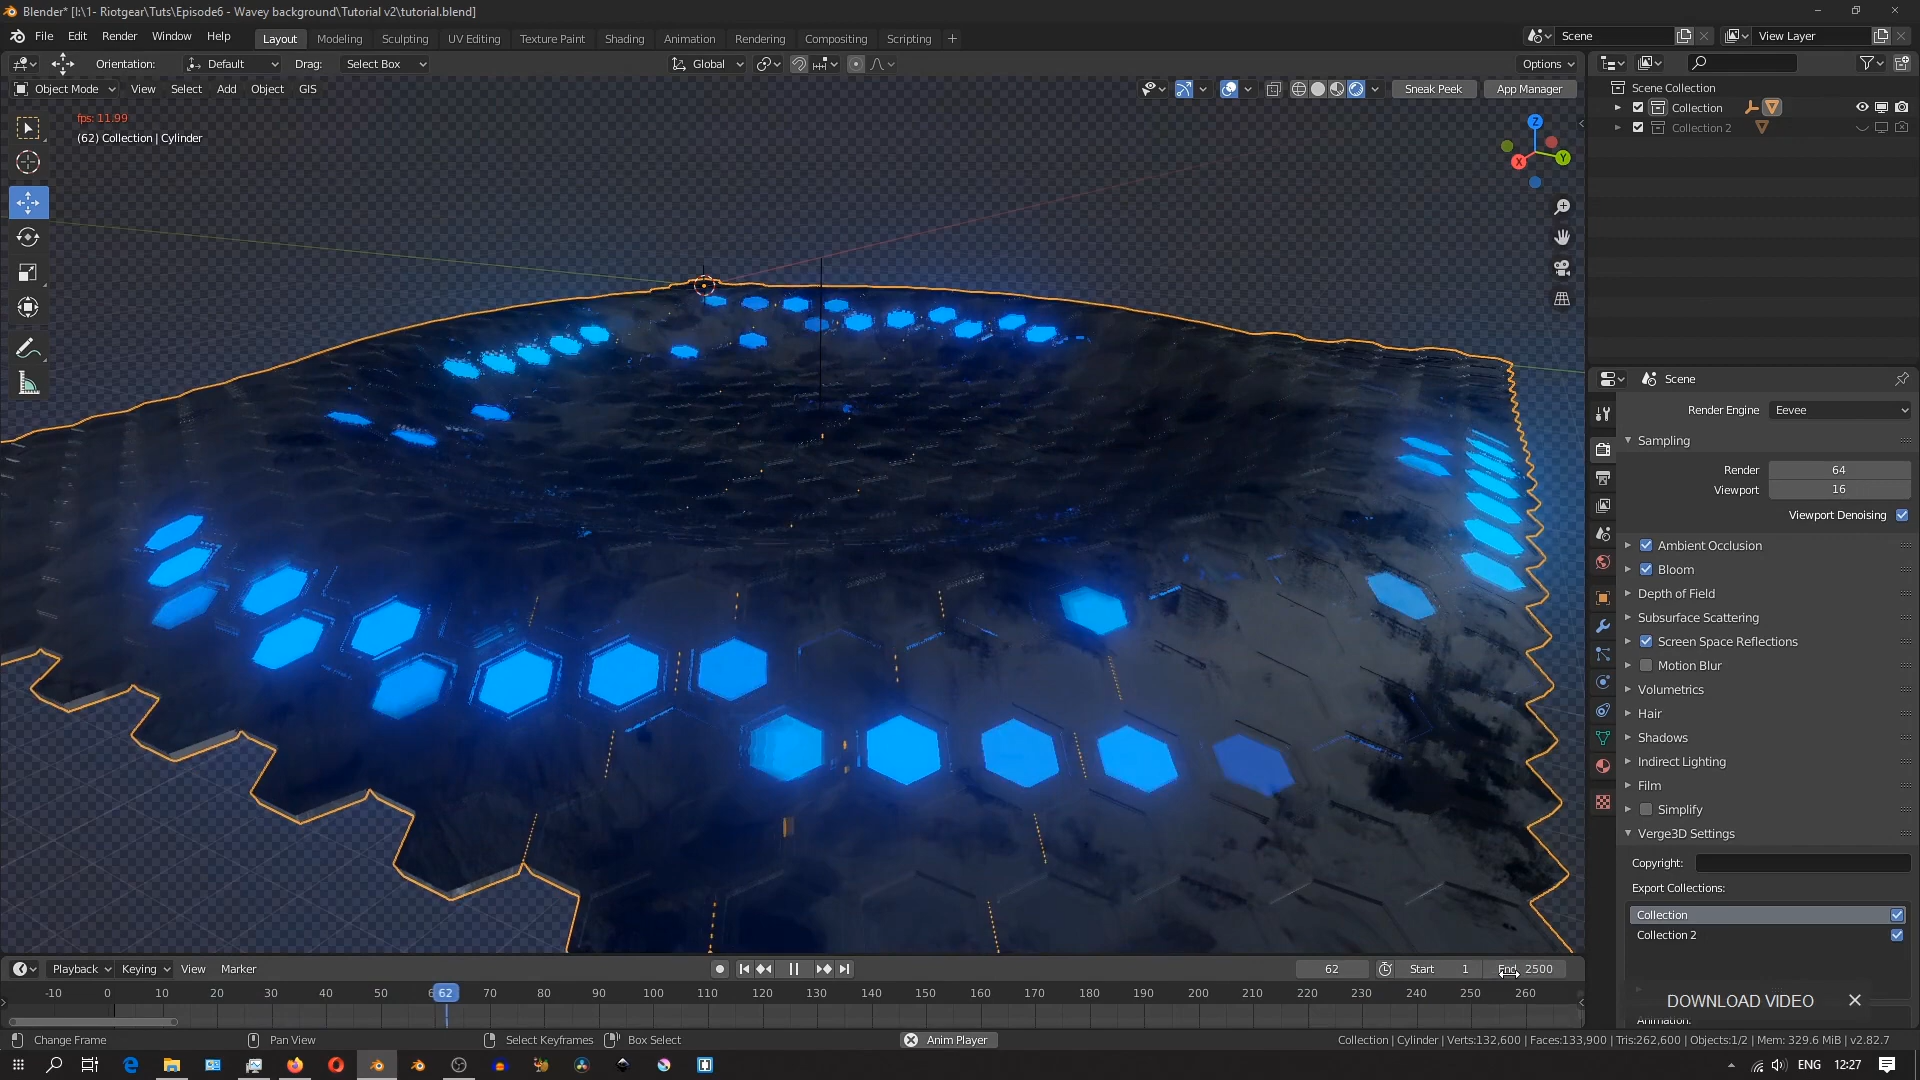 Blender* [I:\1- Riotgear\Tuts\Episode6 - Wavey background\Tutorial v2\tutorial.blend]
File Edit Render Window Help Layout Modeling Sculpting UV Editing Texture Paint Shading Animation Rendering Compositing Scripting + Scene View Layer
Orientation: Default Drag: Select Box Global Options
Object Mode View Select Add Object GIS Sneak Peek App Manager
fps: 11.99
(62) Collection | Cylinder
Z
X
Y
Scene Collection
Collection
Collection 2
Scene
Render Engine Eevee
Sampling
Render 64
Viewport 16
Viewport Denoising
Ambient Occlusion
Bloom
Depth of Field
Subsurface Scattering
Screen Space Reflections
Motion Blur
Volumetrics
Hair
Shadows
Indirect Lighting
Film
Simplify
Verge3D Settings
Copyright:
Export Collections:
Collection
Collection 2
DOWNLOAD VIDEO
Animation:
Playback Keying View Marker 62 Start 1 End 2500
-10 0 10 20 30 40 50 62 70 80 90 100 110 120 130 140 150 160 170 180 190 200 210 220 230 240 250 260
Change Frame Pan View Select Keyframes Box Select Anim Player Collection | Cylinder | Verts:132,600 | Faces:133,900 | Tris:262,600 | Objects:1/2 | Mem: 329.6 MiB | v2.82.7
ENG 12:27